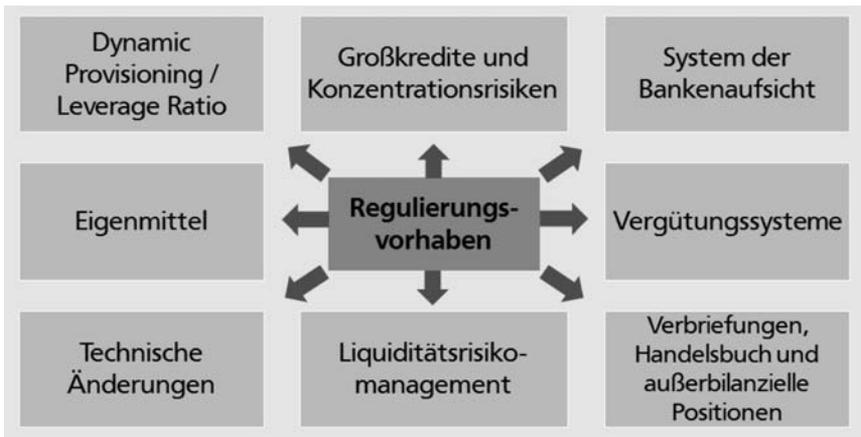 Dynamic
Provisioning /
Leverage Ratio
Großkredite und
Konzentrationsrisiken
System der
Bankenaufsicht
Eigenmittel
Regulierungs-
vorhaben
Vergütungssysteme
Technische
Änderungen
Liquiditätsrisiko-
management
Verbriefungen,
Handelsbuch und
außerbilanzielle
Positionen